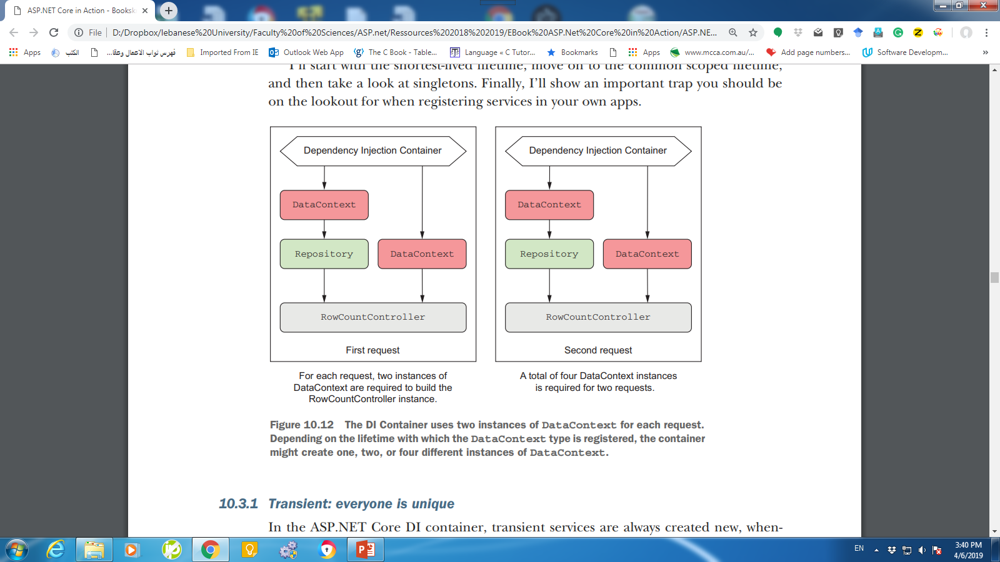 ASP.NET Core in Action - Booksk
File
D:/Dropbox/lebanese%20University/Faculty%20of%20Sciences/ASP.net/Ressources%202018%202019/EBook%20ASP.Net%20Core%20in%20Action/ASP.NE...
Apps
الكتب
فهرس ثواب الاعمال وعقا...
Imported From IE
Outlook Web App
The C Book - Table...
Language « C Tutor...
Bookmarks
Apps
www.mcca.com.au/...
Add page numbers...
Software Developm...
»
I'll start with the shortest-lived lifetime, move on to the common scoped lifetime,
and then take a look at singletons. Finally, I'll show an important trap you should be
on the lookout for when registering services in your own apps.
Dependency Injection Container
DataContext
Repository
DataContext
RowCountController
First request
For each request, two instances of
DataContext are required to build the
RowCountController instance.
Dependency Injection Container
DataContext
Repository
DataContext
RowCountController
Second request
A total of four DataContext instances
is required for two requests.
Figure 10.12 The DI Container uses two instances of DataContext for each request.
Depending on the lifetime with which the DataContext type is registered, the container
might create one, two, or four different instances of DataContext.
10.3.1 Transient: everyone is unique
In the ASP.NET Core DI container, transient services are always created new, when-
EN
3:40 PM
4/6/2019